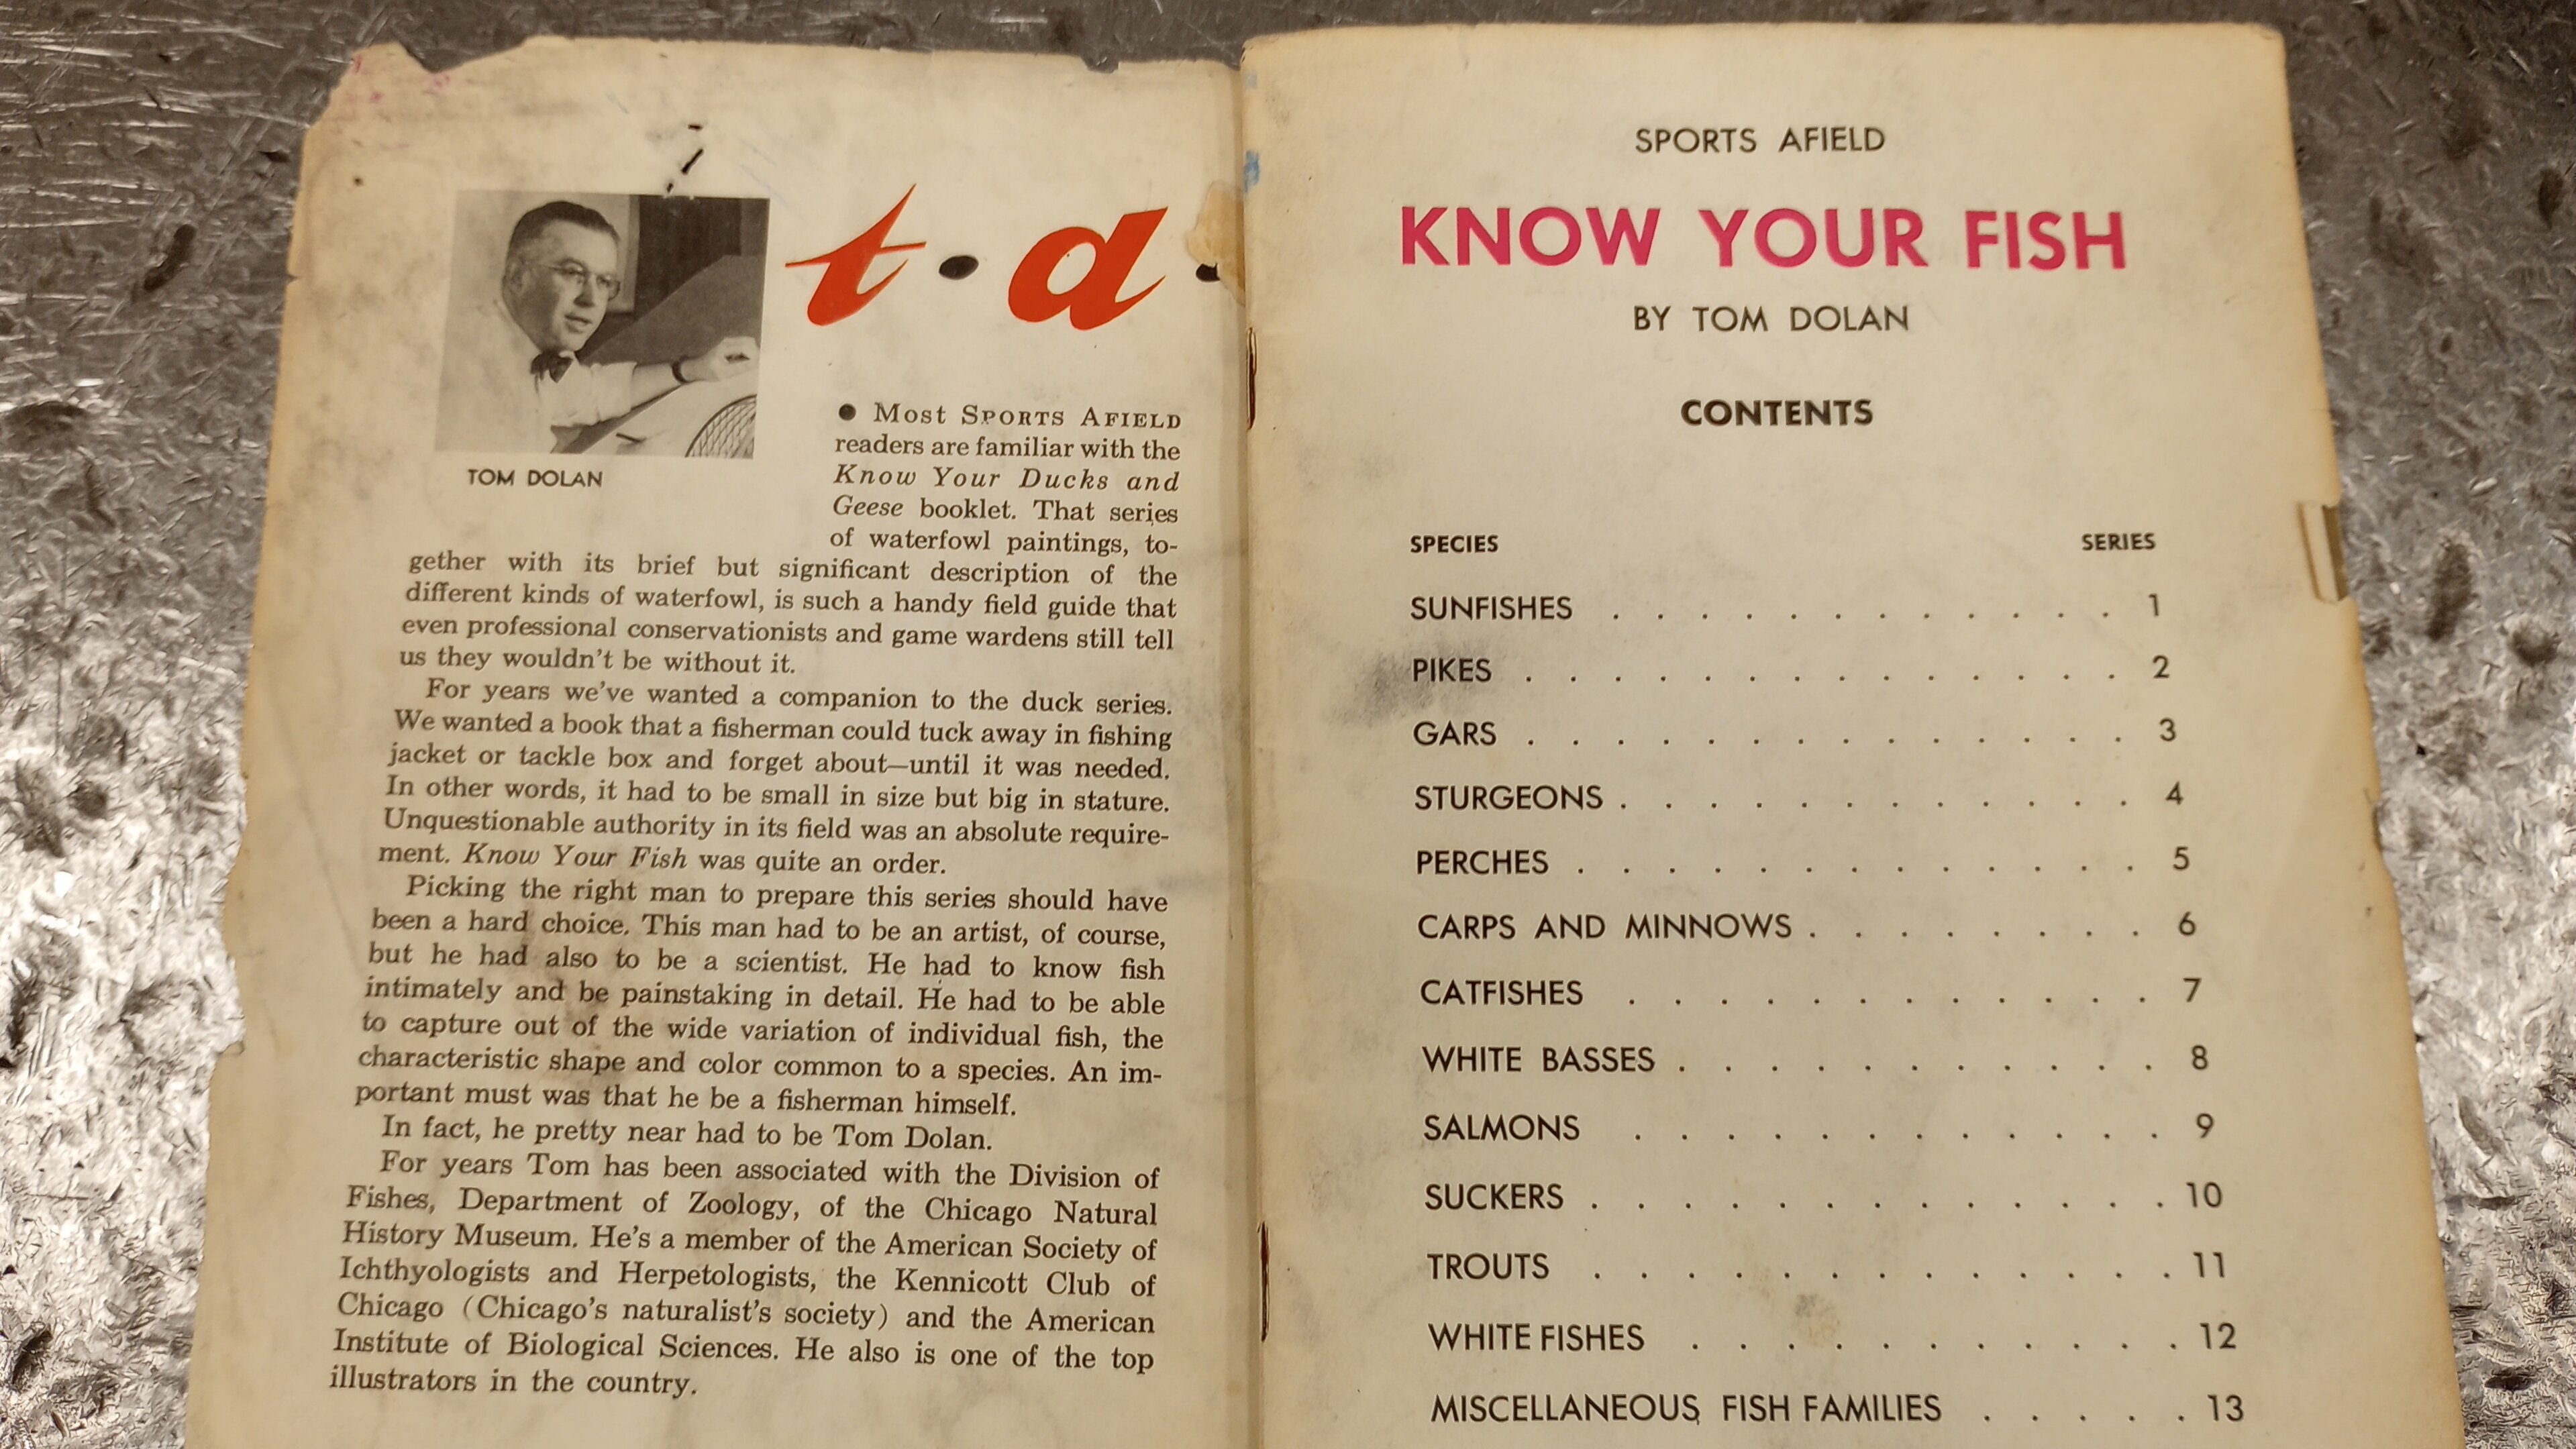 t. d.
TOM DOLAN
● Most SPORTS AFIELD
readers are familiar with the
Know Your Ducks and
Geese booklet. That series
of waterfowl paintings, to-
gether with its brief but significant description of the
different kinds of waterfowl, is such a handy field guide that
even professional conservationists and game wardens still tell
us they wouldn't be without it.
For years we've wanted a companion to the duck series.
We wanted a book that a fisherman could tuck away in fishing
jacket or tackle box and forget about—until it was needed.
In other words, it had to be small in size but big in stature.
Unquestionable authority in its field was an absolute require-
ment. Know Your Fish was quite an order.
Picking the right man to prepare this series should have
been a hard choice. This man had to be an artist, of course,
but he had also to be a scientist. He had to know fish
intimately and be painstaking in detail. He had to be able
to capture out of the wide variation of individual fish, the
characteristic shape and color common to a species. An im-
portant must was that he be a fisherman himself.
In fact, he pretty near had to be Tom Dolan.
For years Tom has been associated with the Division of
Fishes, Department of Zoology, of the Chicago Natural
History Museum. He's a member of the American Society of
Ichthyologists and Herpetologists, the Kennicott Club of
Chicago (Chicago's naturalist's society) and the American
Institute of Biological Sciences. He also is one of the top
illustrators in the country.
SPORTS AFIELD
KNOW YOUR FISH
BY TOM DOLAN
CONTENTS
SPECIES SERIES
SUNFISHES . . . . . . . . . . . . 1
PIKES . . . . . . . . . . . . . . 2
GARS . . . . . . . . . . . . . . 3
STURGEONS . . . . . . . . . . . . 4
PERCHES . . . . . . . . . . . . . 5
CARPS AND MINNOWS . . . . . . . . 6
CATFISHES . . . . . . . . . . . . 7
WHITE BASSES . . . . . . . . . . . 8
SALMONS . . . . . . . . . . . . 9
SUCKERS . . . . . . . . . . . . . 10
TROUTS . . . . . . . . . . . . . 11
WHITE FISHES . . . . . . . . . . . 12
MISCELLANEOUS FISH FAMILIES . . . . . 13